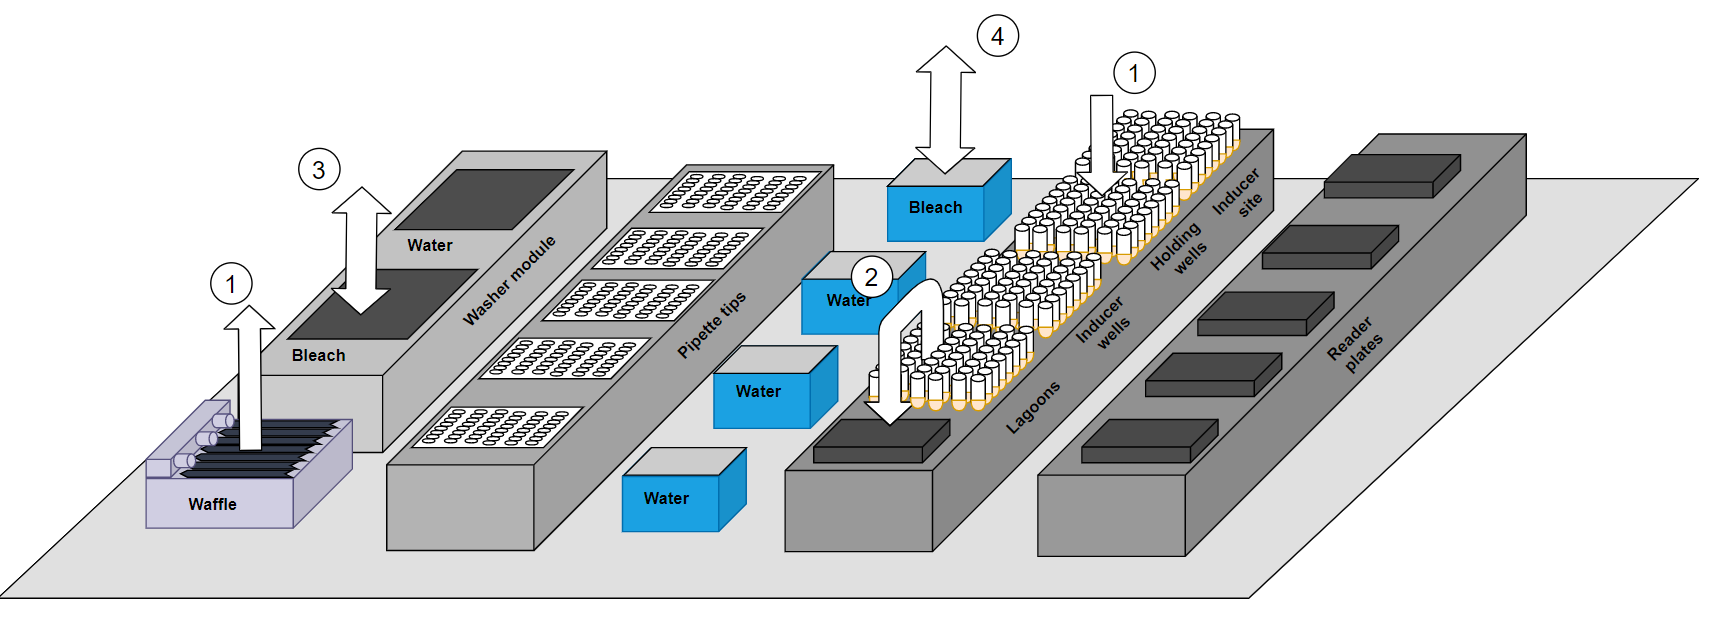 4
1
3
Bleach
Inducer
site
Water
Holding
wells
Washer module
1
2
Water
Inducer
wells
Reader
plates
Pipette tips
Bleach
Water
Lagoons
Waffle
Water